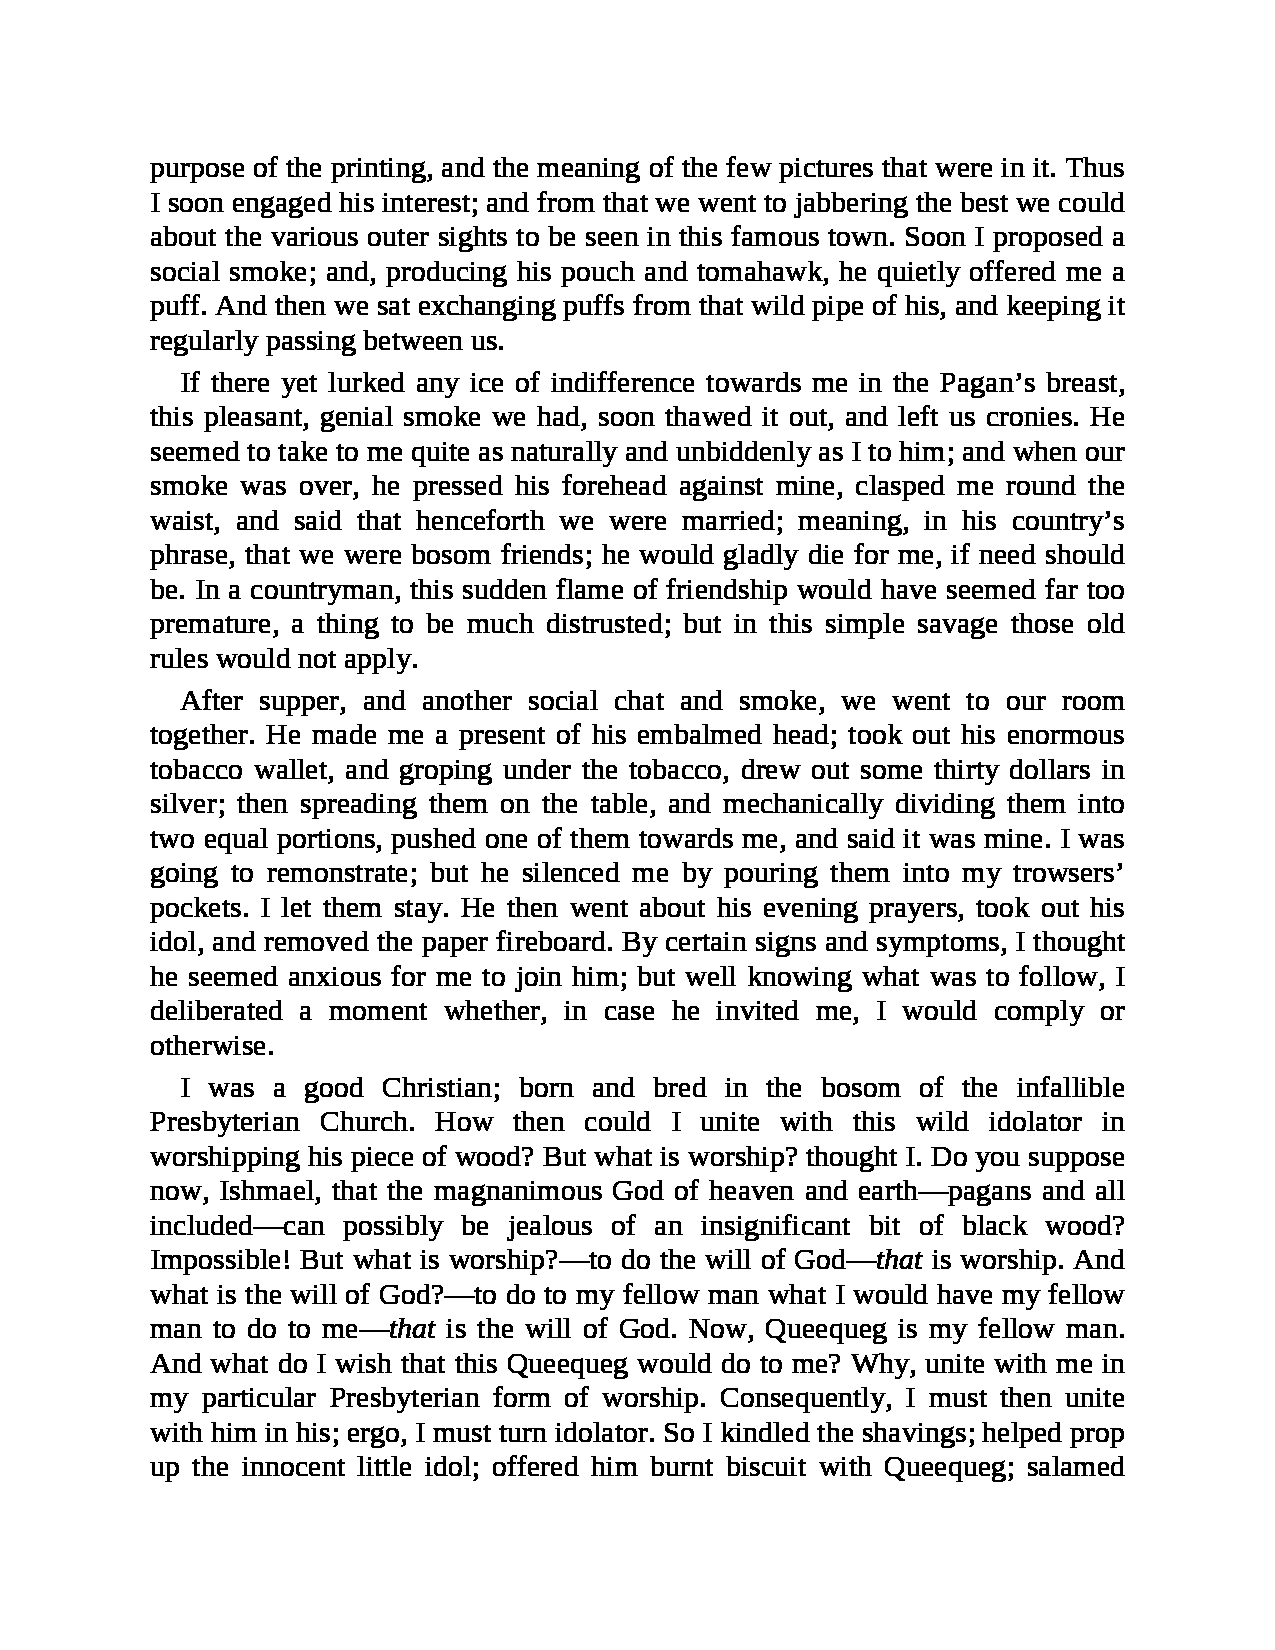 purpose of the printing, and the meaning of the few pictures that were in it. Thus
I soon engaged his interest; and from that we went to jabbering the best we could
about the various outer sights to be seen in this famous town. Soon I proposed a
social smoke; and, producing his pouch and tomahawk, he quietly offered me a
puff. And then we sat exchanging puffs from that wild pipe of his, and keeping it
regularly passing between us.
If there yet lurked any ice of indifference towards me in the Pagan’s breast,
this pleasant, genial smoke we had, soon thawed it out, and left us cronies. He
seemed to take to me quite as naturally and unbiddenly as I to him; and when our
smoke was over, he pressed his forehead against mine, clasped me round the
waist, and said that henceforth we were married; meaning, in his country’s
phrase, that we were bosom friends; he would gladly die for me, if need should
be. In a countryman, this sudden flame of friendship would have seemed far too
premature, a thing to be much distrusted; but in this simple savage those old
rules would not apply.
After supper, and another social chat and smoke, we went to our room
together. He made me a present of his embalmed head; took out his enormous
tobacco wallet, and groping under the tobacco, drew out some thirty dollars in
silver; then spreading them on the table, and mechanically dividing them into
two equal portions, pushed one of them towards me, and said it was mine. I was
going to remonstrate; but he silenced me by pouring them into my trowsers’
pockets. I let them stay. He then went about his evening prayers, took out his
idol, and removed the paper fireboard. By certain signs and symptoms, I thought
he seemed anxious for me to join him; but well knowing what was to follow, I
deliberated a moment whether, in case he invited me, I would comply or
otherwise.
I was a good Christian; born and bred in the bosom of the infallible
Presbyterian Church. How then could I unite with this wild idolator in
worshipping his piece of wood? But what is worship? thought I. Do you suppose
now, Ishmael, that the magnanimous God of heaven and earth—pagans and all
included—can possibly be jealous of an insignificant bit of black wood?
Impossible! But what is worship?—to do the will of God—that is worship. And
what is the will of God?—to do to my fellow man what I would have my fellow
man to do to me—that is the will of God. Now, Queequeg is my fellow man.
And what do I wish that this Queequeg would do to me? Why, unite with me in
my particular Presbyterian form of worship. Consequently, I must then unite
with him in his; ergo, I must turn idolator. So I kindled the shavings; helped prop
up the innocent little idol; offered him burnt biscuit with Queequeg; salamed